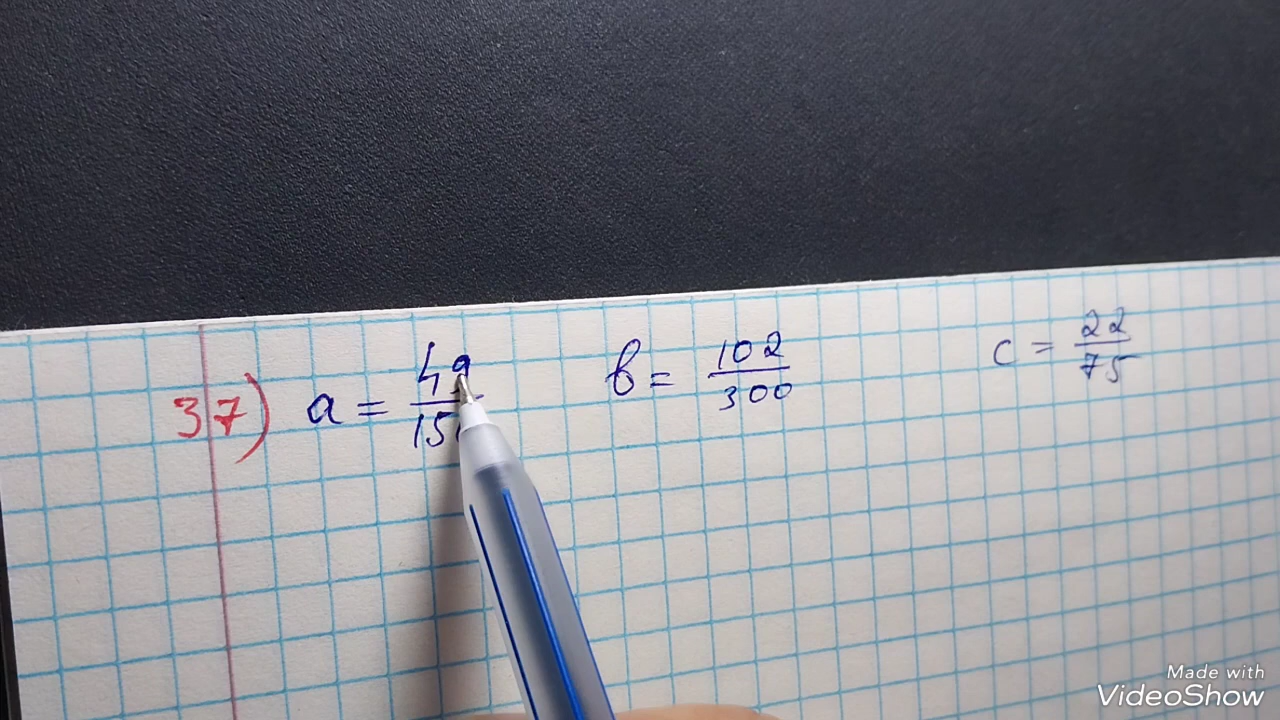 37) a = 49/15 b = 102/300 c = 22/75
Made with
VideoShow